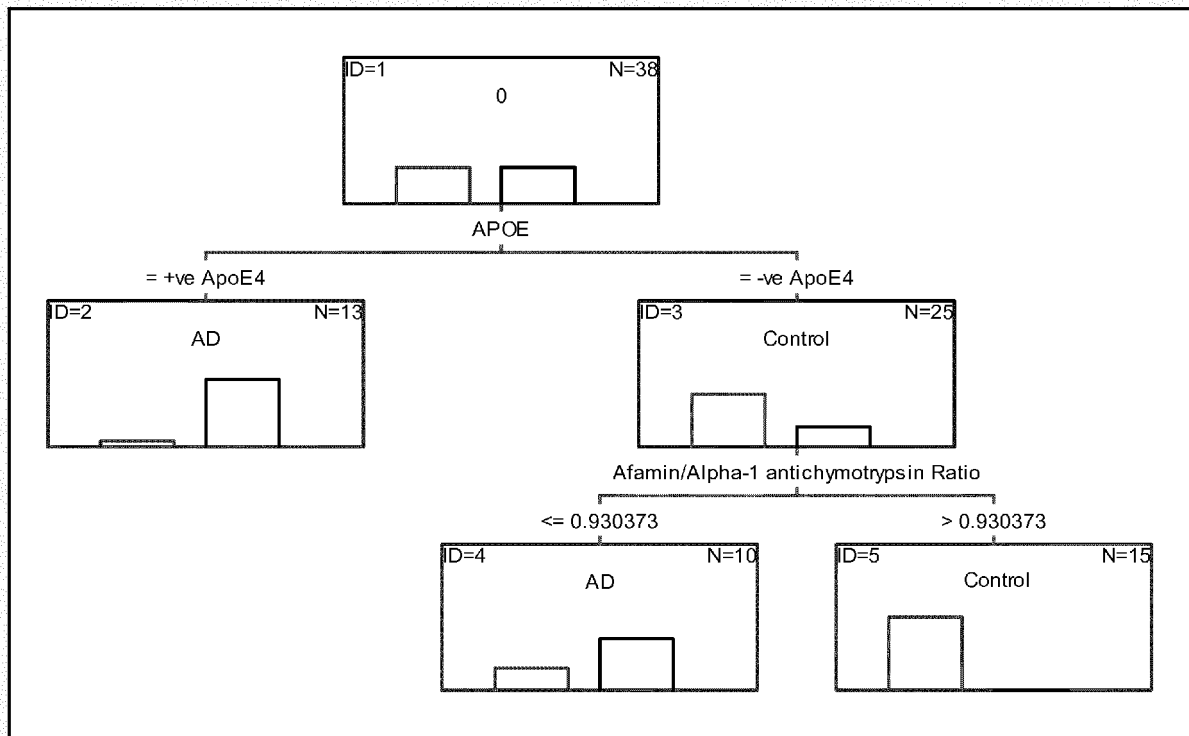 ID=1 N=38
0
APOE
= +ve ApoE4 = -ve ApoE4
ID=2 N=13 ID=3 N=25
AD Control
Afamin/Alpha-1 antichymotrypsin Ratio
<= 0.930373 > 0.930373
ID=4 N=10 ID=5 N=15
AD Control